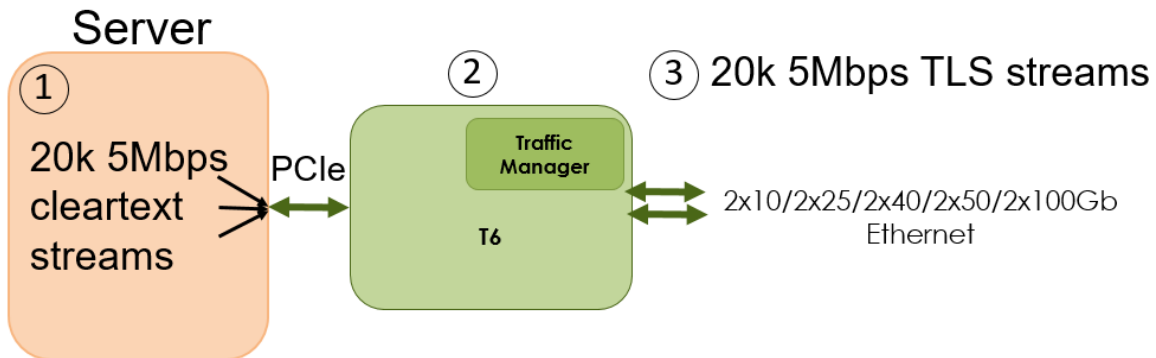 Server
1
20k 5Mbps
cleartext
streams
PCIe
2
Traffic
Manager
T6
3 20k 5Mbps TLS streams
2x10/2x25/2x40/2x50/2x100Gb
Ethernet